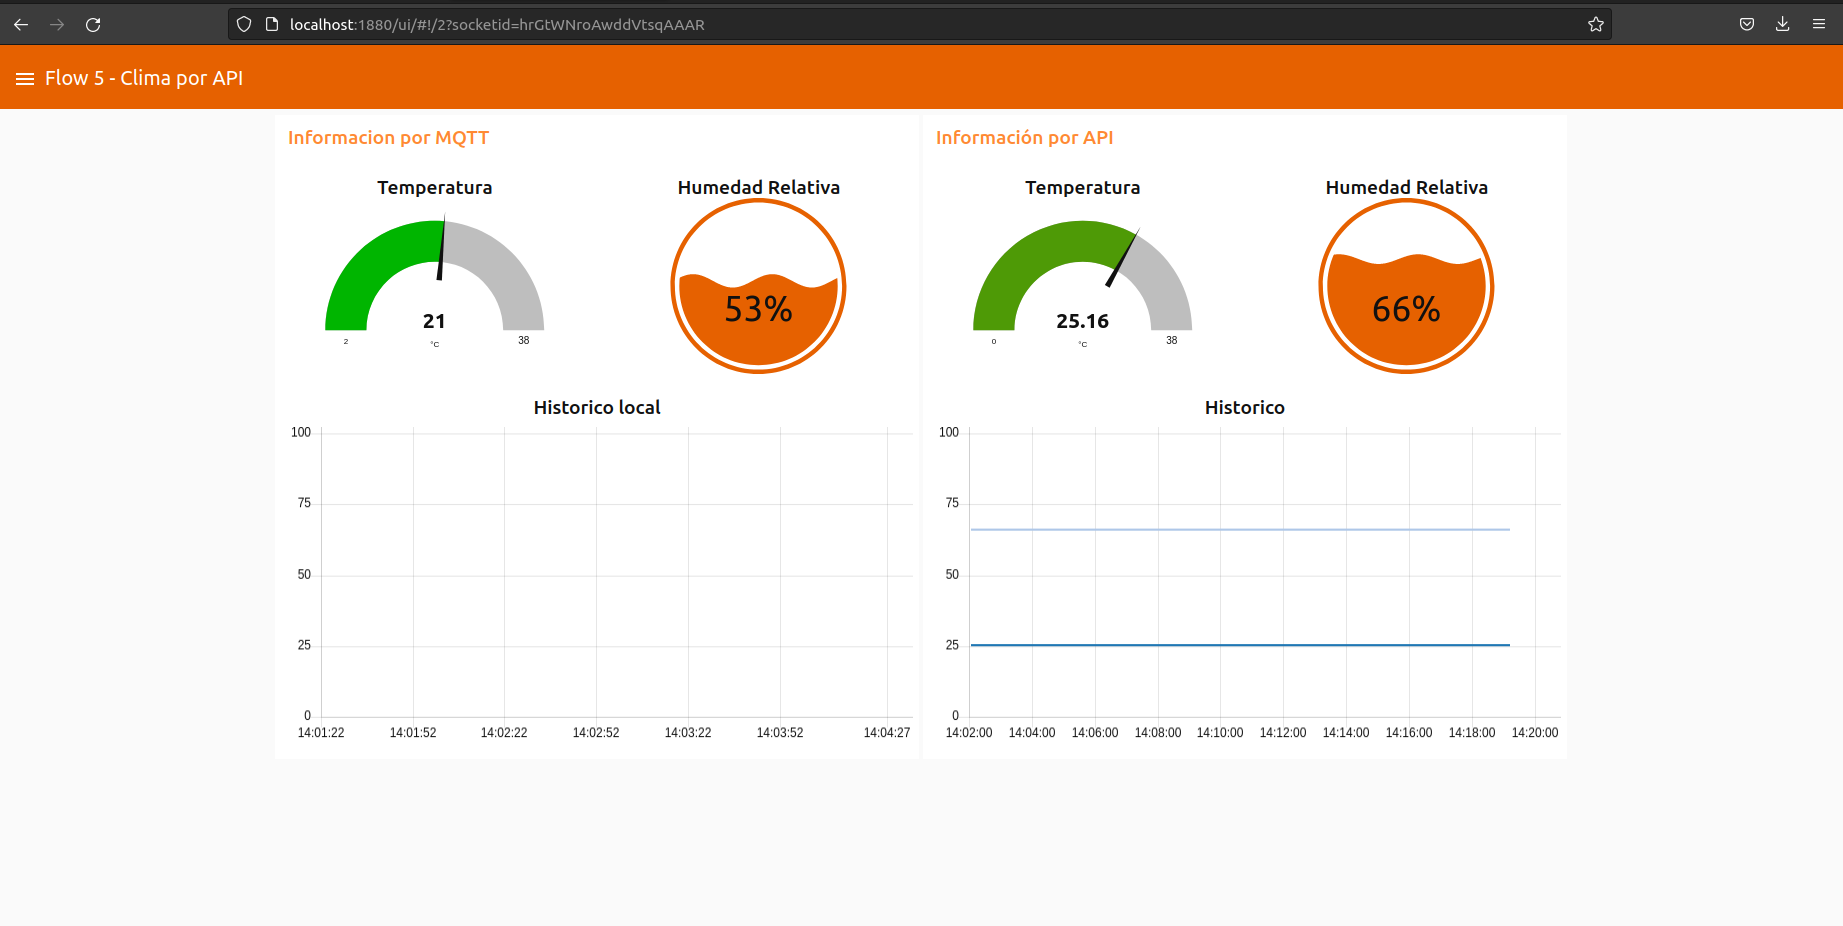 localhost:1880/ui/#!/2?socketid=hrGtWNroAwddVtsqAAAR
Flow 5 - Clima por API
Informacion por MQTT
Temperatura
Humedad Relativa
21
°C
2
38
53%
Historico local
100
75
50
25
0
14:01:22 14:01:52 14:02:22 14:02:52 14:03:22 14:03:52 14:04:27
Información por API
Temperatura
Humedad Relativa
25.16
°C
0
38
66%
Historico
100
75
50
25
0
14:02:00 14:04:00 14:06:00 14:08:00 14:10:00 14:12:00 14:14:00 14:16:00 14:18:00 14:20:00